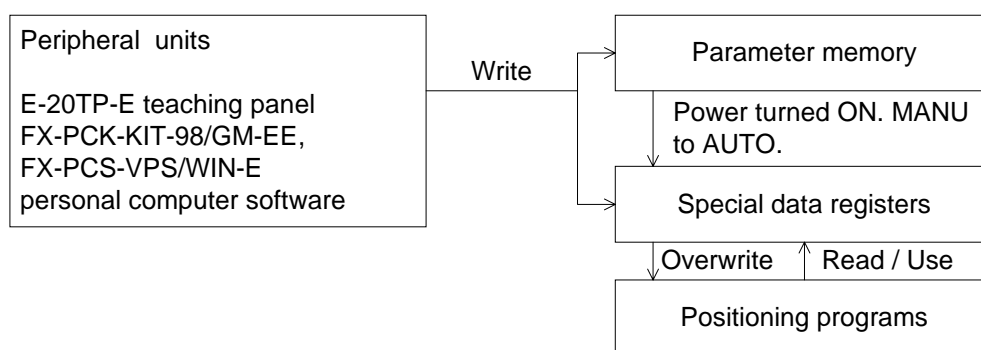 Peripheral units
E-20TP-E teaching panel
FX-PCK-KIT-98/GM-EE,
FX-PCS-VPS/WIN-E
personal computer software
Write
Parameter memory
Power turned ON. MANU
to AUTO.
Special data registers
Overwrite
Read / Use
Positioning programs